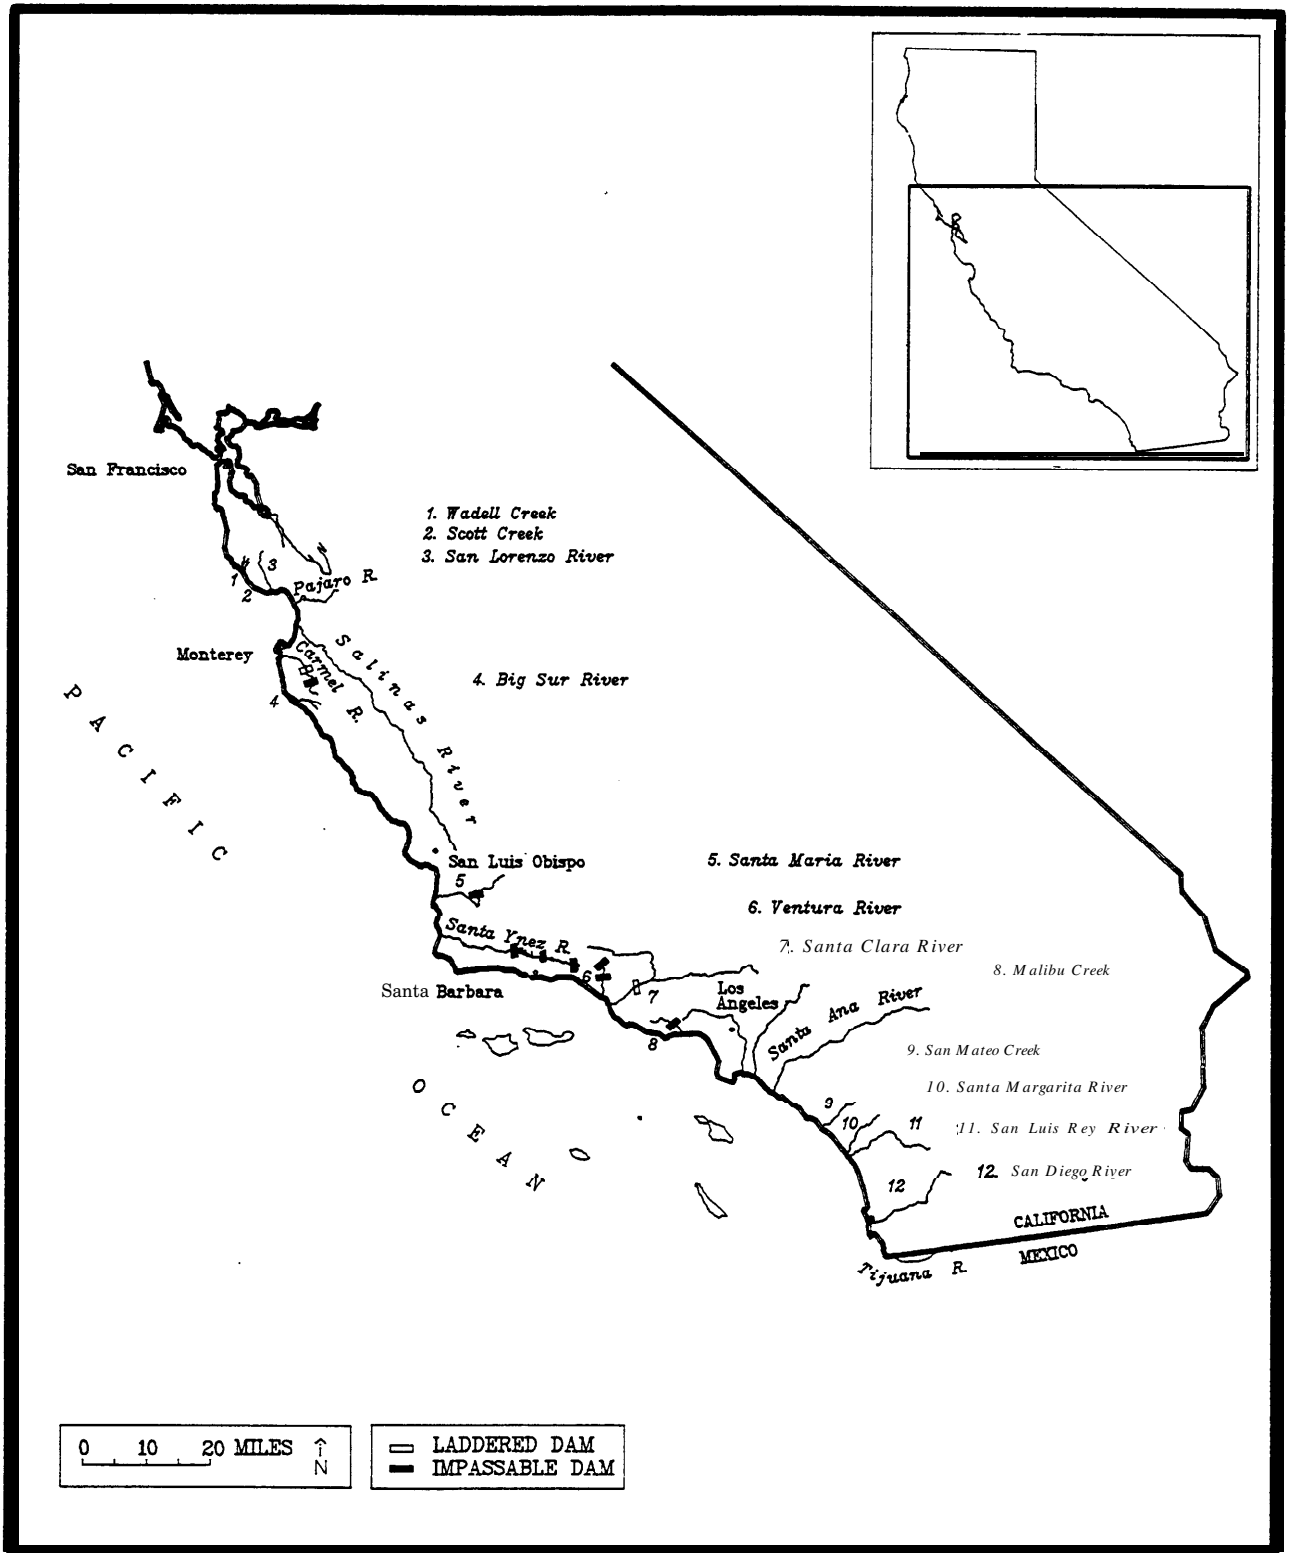 San Francisco
1. Wadell Creek
2. Scott Creek
3. San Lorenzo River
1
2
3
Pajaro R.
Monterey
Carmel R.
Salinas River
4
4. Big Sur River
PACIFIC
San Luis Obispo
5
5. Santa Maria River
6. Ventura River
Santa Ynez R.
7. Santa Clara River
8. Malibu Creek
6
7
Santa Barbara
Los
Angeles
Santa Ana River
8
9. San Mateo Creek
OCEAN
10. Santa Margarita River
9
10
11
11. San Luis Rey River
12
12. San Diego River
CALIFORNIA
MEXICO
Tijuana R.
0 10 20 MILES
N
LADDERED DAM
IMPASSABLE DAM